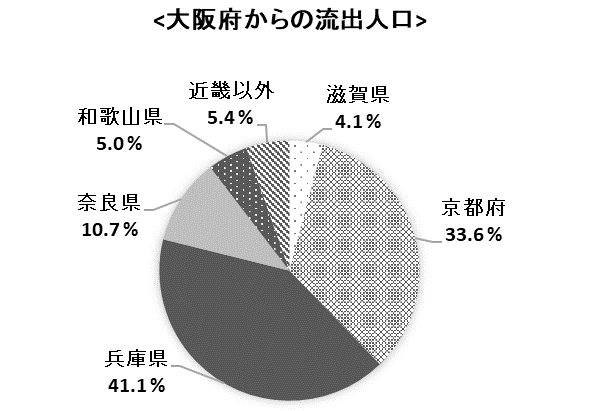 <大阪府からの流出人口>
近畿以外
5.4%
滋賀県
4.1%
和歌山県
5.0%
奈良県
10.7%
京都府
33.6%
兵庫県
41.1%